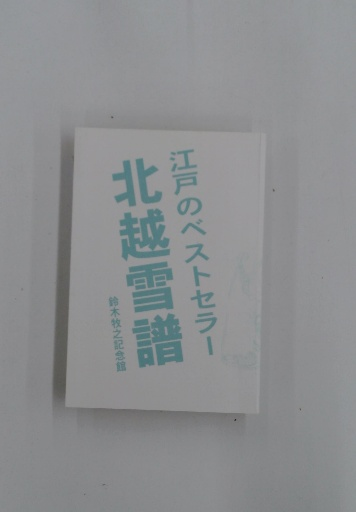 江戸のベストセラー
北越雪譜
鈴木牧之記念館